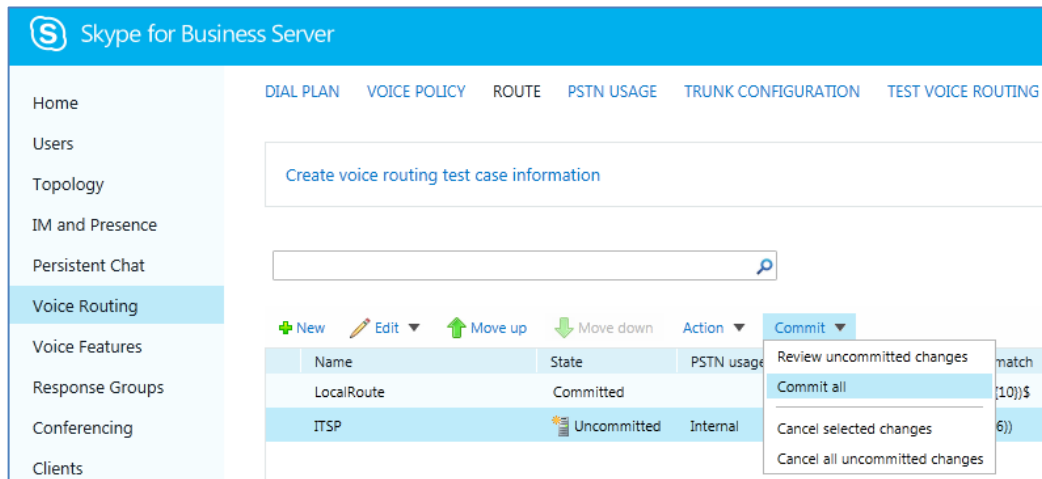 Skype for Business Server
Home
Users
Topology
IM and Presence
Persistent Chat
Voice Routing
Voice Features
Response Groups
Conferencing
Clients
DIAL PLAN VOICE POLICY ROUTE PSTN USAGE TRUNK CONFIGURATION TEST VOICE ROUTING
Create voice routing test case information
New Edit Move up Move down Action Commit
Name State PSTN usage match
LocalRoute Committed {10})$
ITSP Uncommitted Internal 6})
Review uncommitted changes
Commit all
Cancel selected changes
Cancel all uncommitted changes